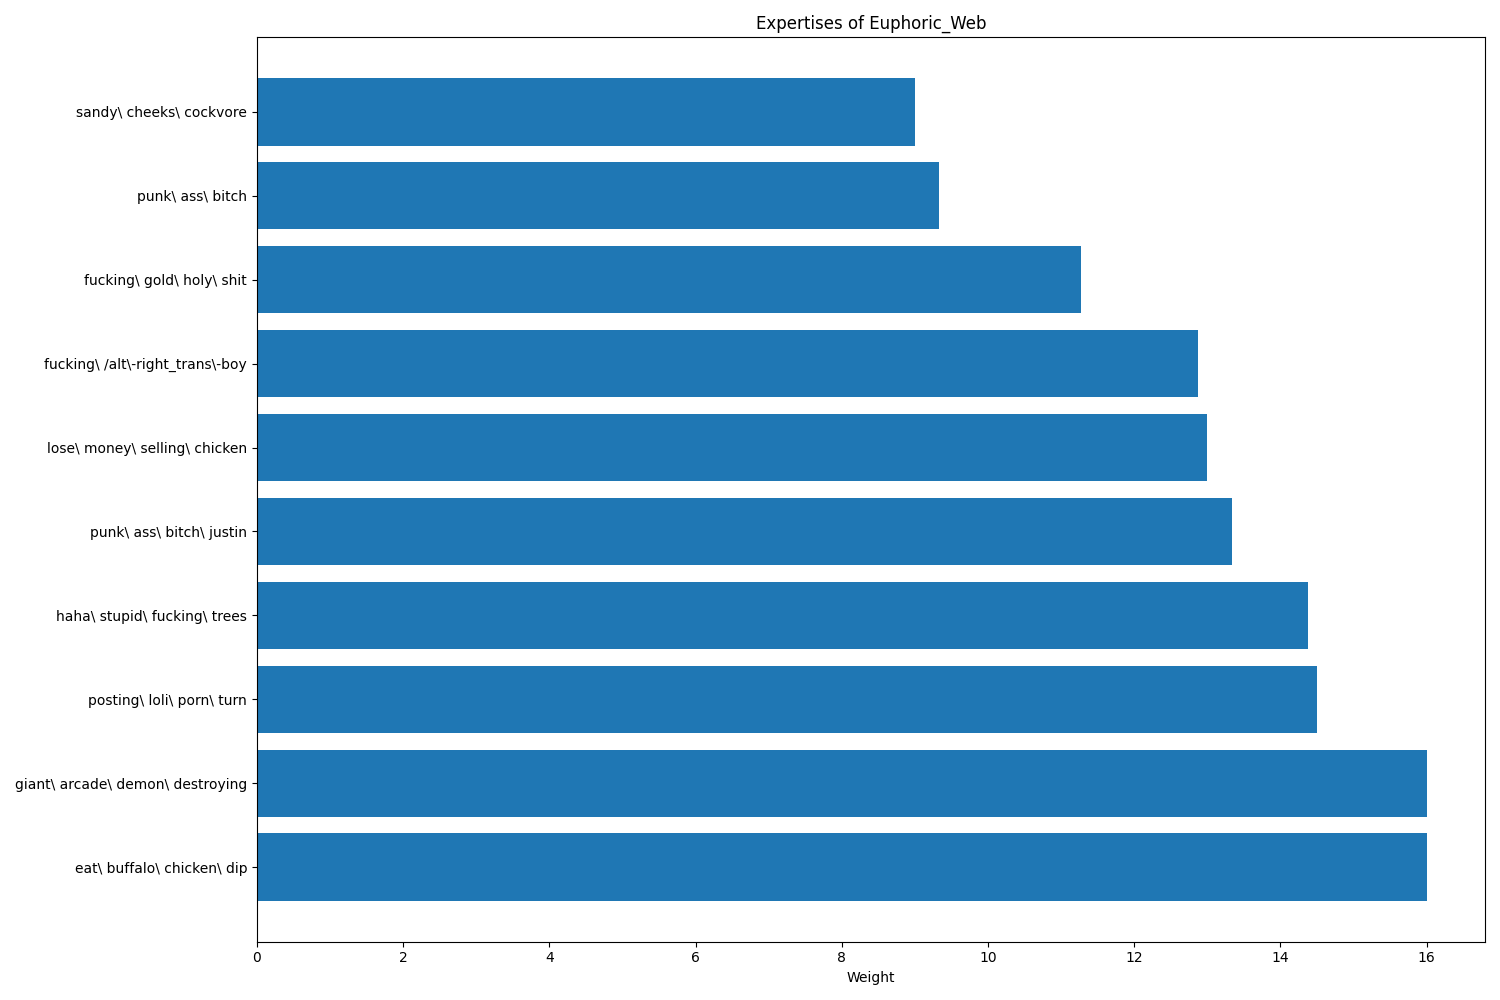 Expertises of Euphoric_Web
sandy\ cheeks\ cockvore
punk\ ass\ bitch
fucking\ gold\ holy\ shit
fucking\ /alt\-right_trans\-boy
lose\ money\ selling\ chicken
punk\ ass\ bitch\ justin
haha\ stupid\ fucking\ trees
posting\ loli\ porn\ turn
giant\ arcade\ demon\ destroying
eat\ buffalo\ chicken\ dip
0 2 4 6 8 10 12 14 16
Weight